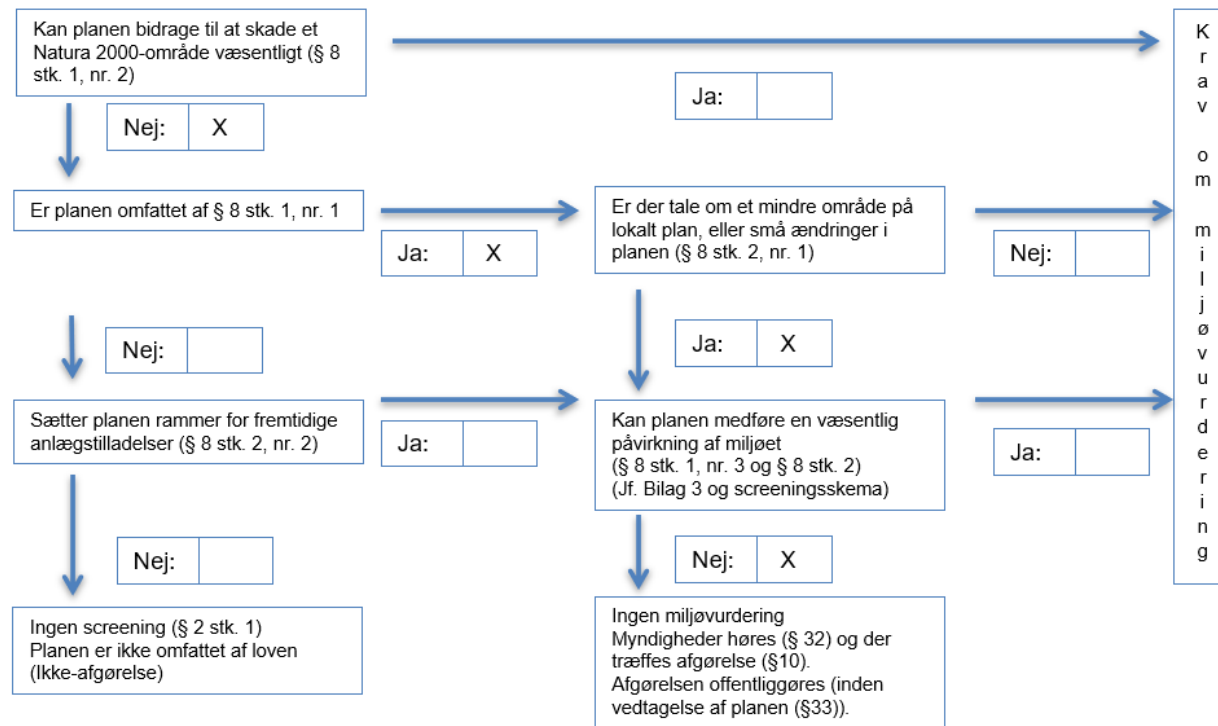 Kan planen bidrage til at skade et
Natura 2000-område væsentligt (§ 8
stk. 1, nr. 2)
Ja:
Nej: X
Er planen omfattet af § 8 stk. 1, nr. 1
Ja: X
Er der tale om et mindre område på
lokalt plan, eller små ændringer i
planen (§ 8 stk. 2, nr. 1)
Nej:
Nej:
Ja: X
Sætter planen rammer for fremtidige
anlægstilladelser (§ 8 stk. 2, nr. 2)
Ja:
Kan planen medføre en væsentlig
påvirkning af miljøet
(§ 8 stk. 1, nr. 3 og § 8 stk. 2)
(Jf. Bilag 3 og screeningsskema)
Ja:
Nej:
Nej: X
Ingen screening (§ 2 stk. 1)
Planen er ikke omfattet af loven
(Ikke-afgørelse)
Ingen miljøvurdering
Myndigheder høres (§ 32) og der
træffes afgørelse (§10).
Afgørelsen offentliggøres (inden
vedtagelse af planen (§33)).
Krav om miljøvurdering